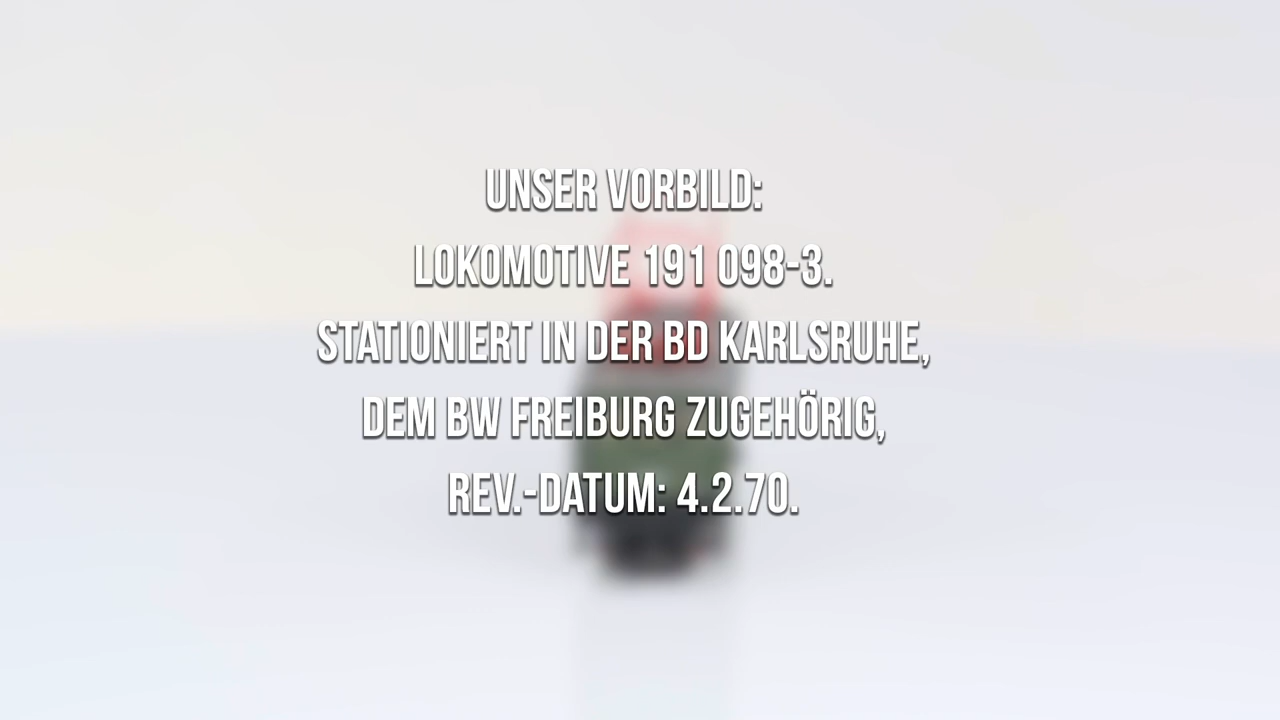 UNSER VORBILD:
LOKOMOTIVE 191 098-3.
STATIONIERT IN DER BD KARLSRUHE,
DEM BW FREIBURG ZUGEHÖRIG,
REV.-DATUM: 4.2.70.